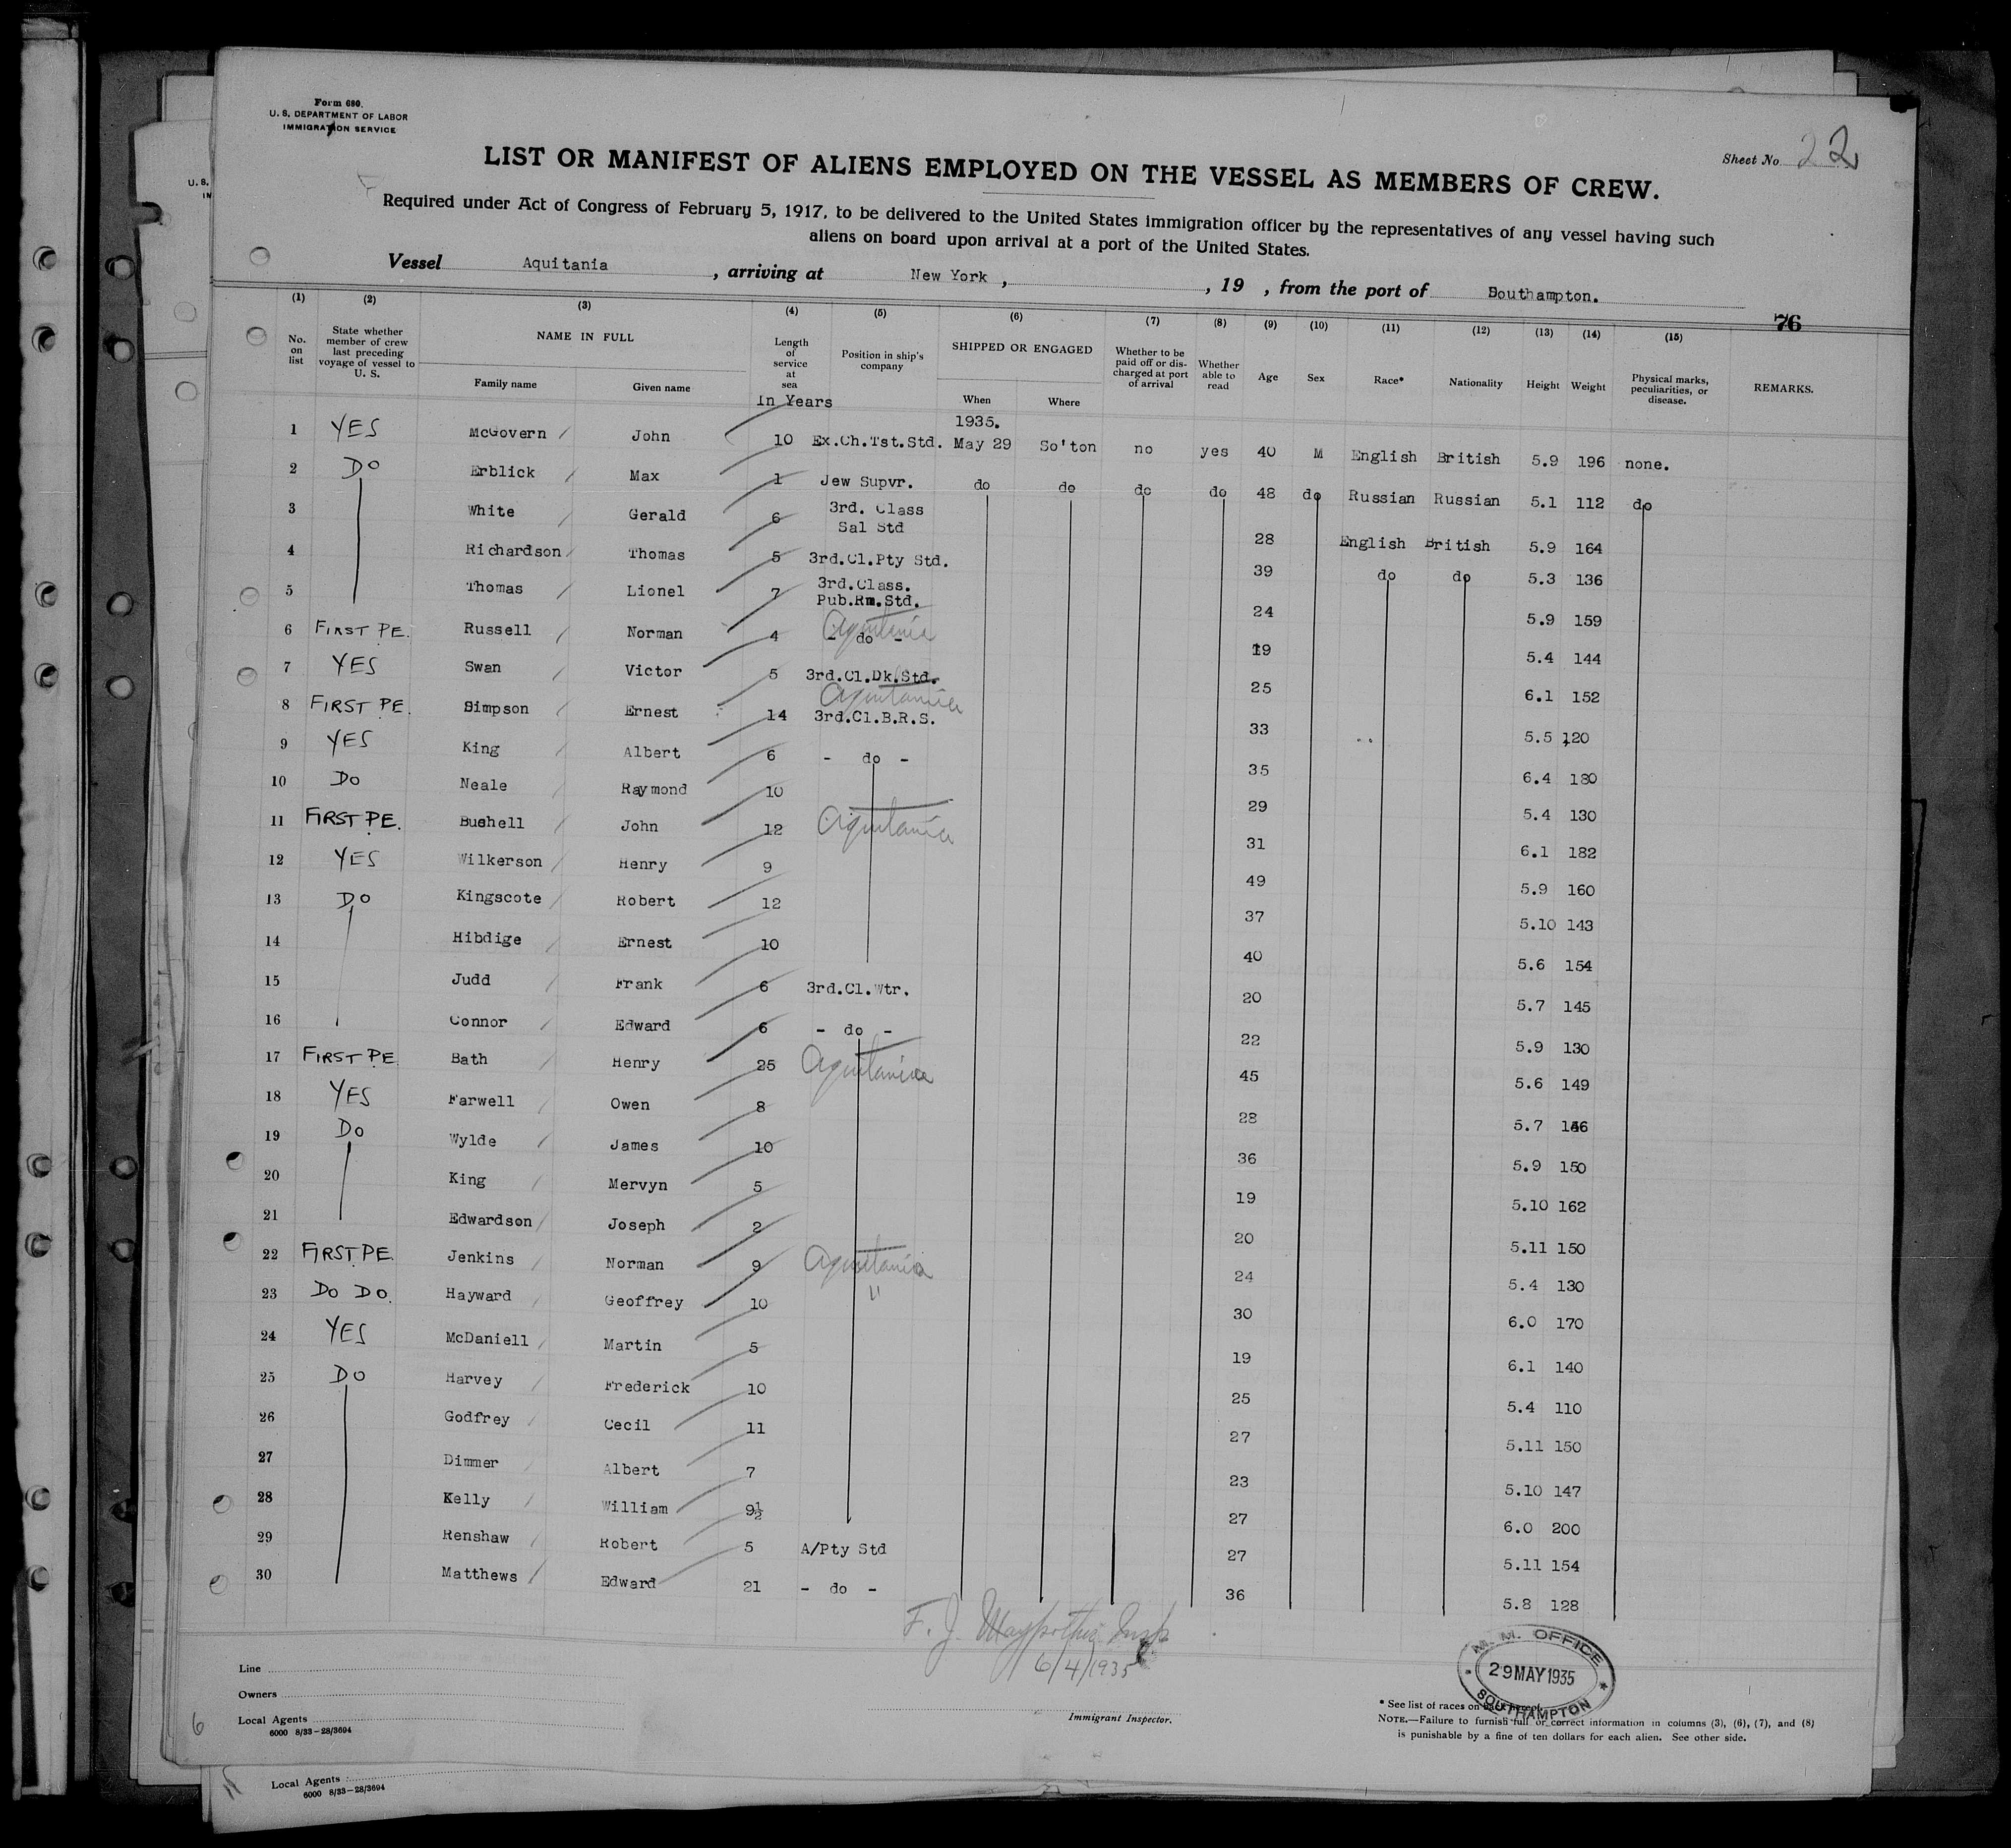 Form 680.
U. S. DEPARTMENT OF LABOR
IMMIGRATION SERVICE
Sheet No. 22
LIST OR MANIFEST OF ALIENS EMPLOYED ON THE VESSEL AS MEMBERS OF CREW.
Required under Act of Congress of February 5, 1917, to be delivered to the United States immigration officer by the representatives of any vessel having such
aliens on board upon arrival at a port of the United States.
Vessel Aquitania, arriving at New York, , 19 , from the port of Southampton.
76
(1) (2) (3) (4) (5) (6) (7) (8) (9) (10) (11) (12) (13) (14) (15)
No. on list State whether member of crew last preceding voyage of vessel to U. S. NAME IN FULL Family name Given name Length of service at sea Position in ship's company SHIPPED OR ENGAGED When Where Whether to be paid off or discharged at port of arrival Whether able to read Age Sex Race* Nationality Height Weight Physical marks, peculiarities, or disease. REMARKS.
In Years
1935.
1 YES McGovern John 10 Ex.Ch.Tst.Std. May 29 So'ton no yes 40 M English British 5.9 196 none.
2 DO Erblick Max 1 Jew Supvr. do do do do 48 do Russian Russian 5.1 112 do
3 White Gerald 6 3rd. Class Sal Std 28 English British 5.9 164
4 Richardson Thomas 5 3rd.Cl.Pty Std. 39 do do 5.3 136
5 Thomas Lionel 7 3rd.Class. Pub.Rm.Std. 24 5.9 159
6 FIRST PE. Russell Norman 4 - do - Aquitania 19 5.4 144
7 YES Swan Victor 5 3rd.Cl.Dk.Std. 25 6.1 152
8 FIRST PE. Simpson Ernest 14 Aquitania 3rd.Cl.B.R.S. 33 5.5 120
9 YES King Albert 6 - do - 35 6.4 180
10 DO Neale Raymond 10 29 5.4 130
11 FIRST PE. Bushell John 12 Aquitania 31 6.1 182
12 YES Wilkerson Henry 9 49 5.9 160
13 DO Kingscote Robert 12 37 5.10 143
14 Hibdige Ernest 10 40 5.6 154
15 Judd Frank 6 3rd.Cl.Wtr. 20 5.7 145
16 Connor Edward 6 - do - 22 5.9 130
17 FIRST PE. Bath Henry 25 Aquitania 45 5.6 149
18 YES Farwell Owen 8 28 5.7
19 DO Wylde James 10 36 5.9 150
20 King Mervyn 5 19 5.10 162
21 Edwardson Joseph 2 20 5.11 150
22 FIRST PE. Jenkins Norman 9 Aquitania 24 5.4 130
23 DO DO. Hayward Geoffrey 10 " 30 6.0 170
24 YES McDaniell Martin 5 19 6.1 140
25 DO Harvey Frederick 10 25 5.4 110
26 Godfrey Cecil 11 27 5.11 150
27 Dimmer Albert 7 23 5.10 147
28 Kelly William 9½ 27 6.0 200
29 Renshaw Robert 5 A/Pty Std 27 5.11 154
30 Matthews Edward 21 - do - 36 5.8 128
F. J. Insp
6/4/1935
Immigrant Inspector.
M. M. OFFICE
29 MAY 1935
SOUTHAMPTON
Line
Owners
Local Agents
6000 8/33-28/3694
* See list of races on
NOTE.—Failure to furnish full or correct information in columns (3), (6), (7), and (8)
is punishable by a fine of ten dollars for each alien. See other side.
6
Local Agents
6000 8/33-28/3694